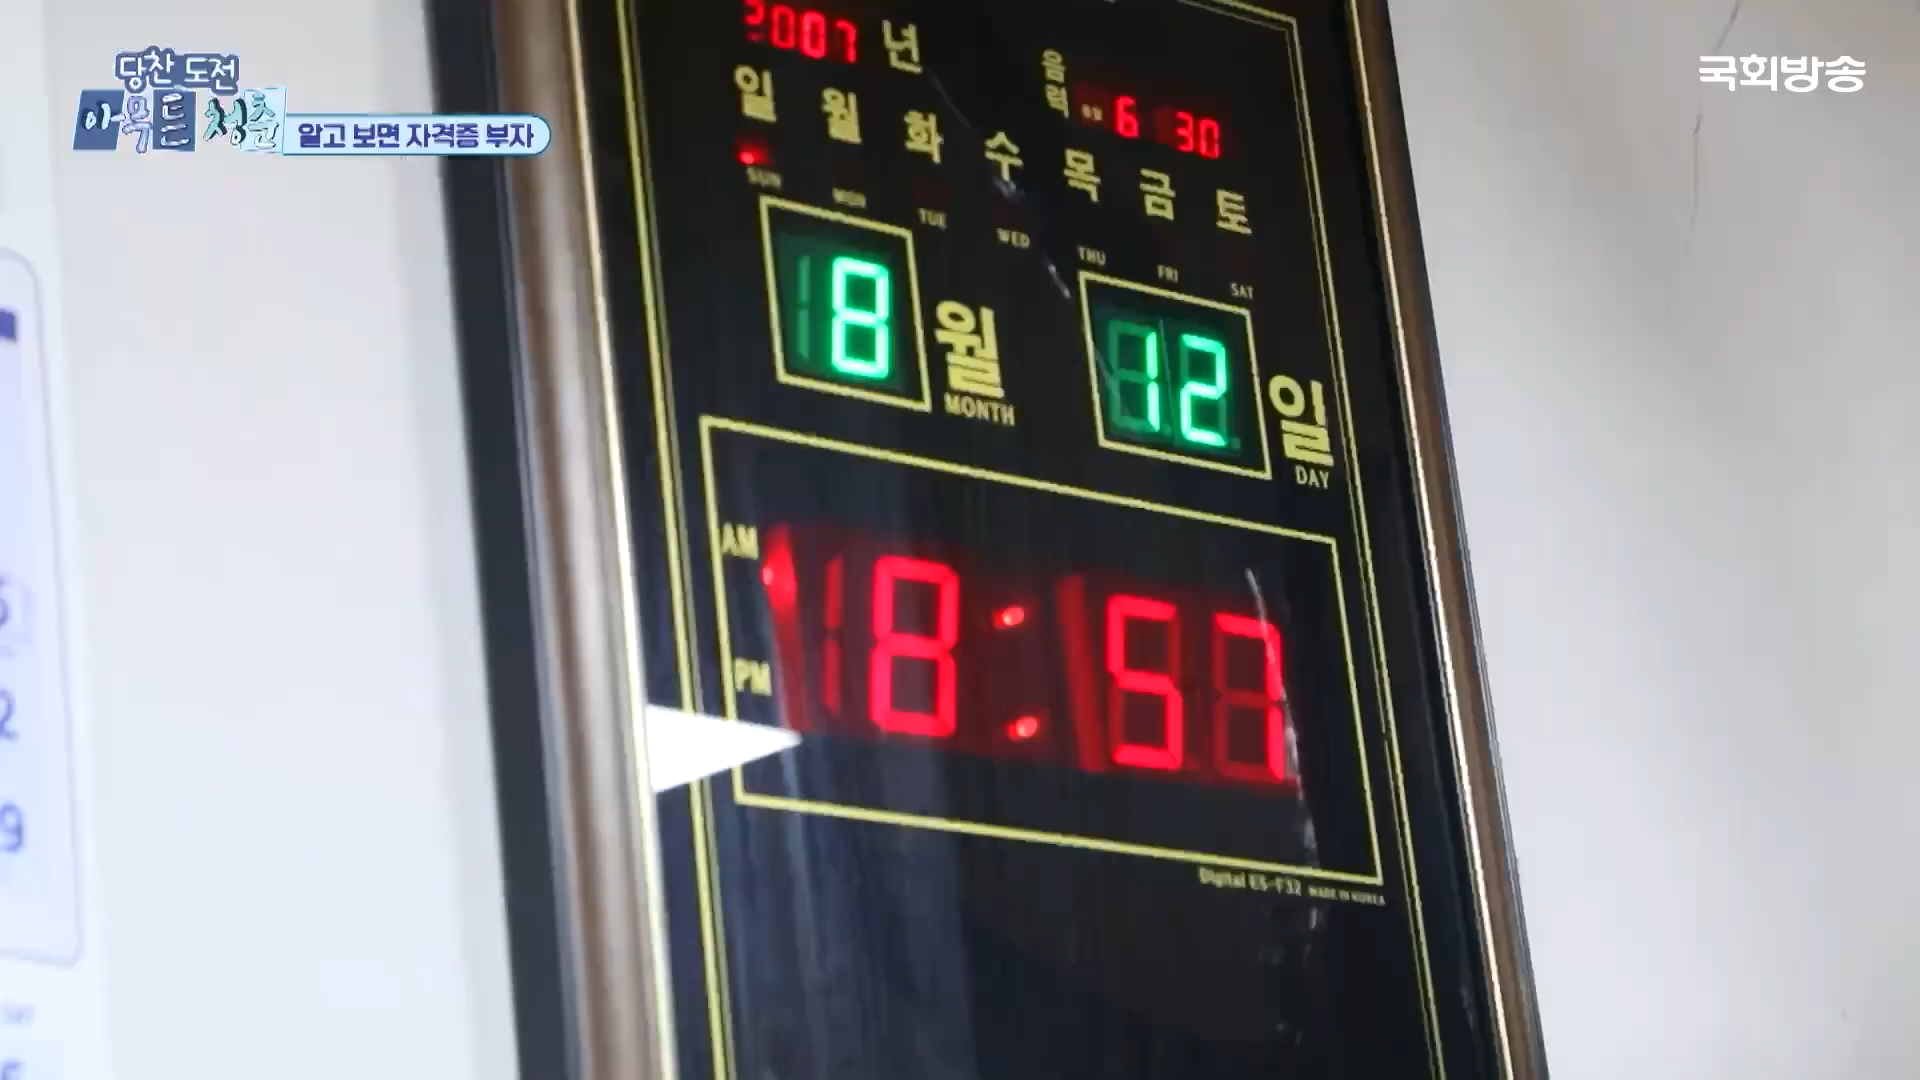 당찬 도전
아무튼 청춘
알고 보면 자격증 부자
국회방송
2007 년
음력 6 30
일 월 화 수 목 금 토
SUN MON TUE WED THU FRI SAT
8 월 12 일
MONTH DAY
AM
8:57
PM
Digital ES-F32 MADE IN KOREA
2
9